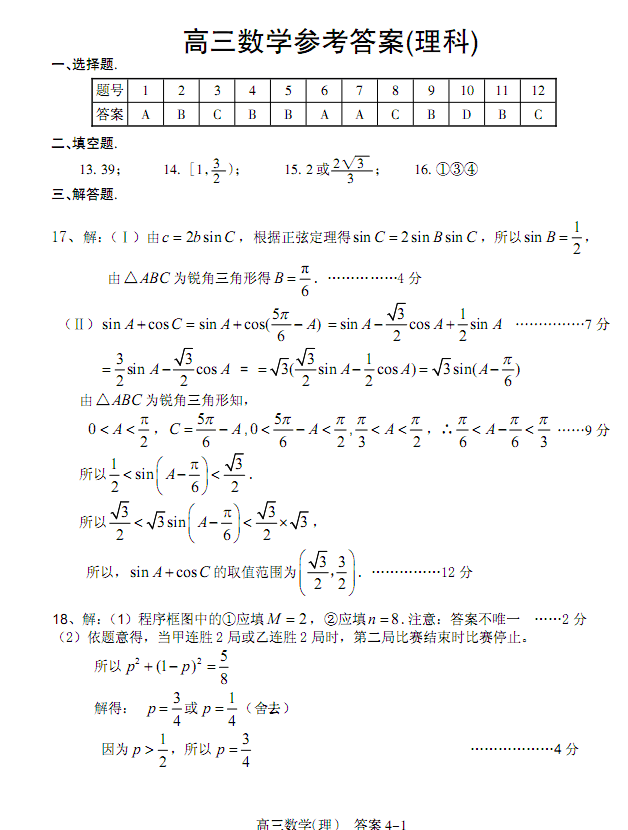 高三数学参考答案(理科)
一、选择题.
题号 1 2 3 4 5 6 7 8 9 10 11 12
答案 A B C B B A A C B D B C
二、填空题.
13. 39; 14. [1, 3/2); 15. 2 或 2√3/3; 16. ①③④
三、解答题.
17、解:(Ⅰ)由 c = 2b sin C ,根据正弦定理得 sin C = 2 sin B sin C ,所以 sin B = 1/2 ,
由 △ABC 为锐角三角形得 B = π/6 . ……………4 分
(Ⅱ) sin A + cos C = sin A + cos(5π/6 − A) = sin A − √3/2 cos A + 1/2 sin A ……………7 分
= 3/2 sin A − √3/2 cos A = = √3(√3/2 sin A − 1/2 cos A) = √3 sin(A − π/6)
由 △ABC 为锐角三角形知,
0 < A < π/2 , C = 5π/6 − A , 0 < 5π/6 − A < π/2 , π/3 < A < π/2 , ∴ π/6 < A − π/6 < π/3 ……9 分
所以 1/2 < sin(A − π/6) < √3/2 .
所以 √3/2 < √3 sin(A − π/6) < √3/2 × √3 ,
所以, sin A + cos C 的取值范围为 (√3/2 , 3/2) . ……………12 分
18、解:(1)程序框图中的①应填 M = 2 ,②应填 n = 8 . 注意:答案不唯一 ……2 分
(2)依题意得,当甲连胜 2 局或乙连胜 2 局时,第二局比赛结束时比赛停止。
所以 p² + (1 − p)² = 5/8
解得: p = 3/4 或 p = 1/4 (舍去)
因为 p > 1/2 ,所以 p = 3/4 ………………4 分
高三数学(理) 答案 4-1